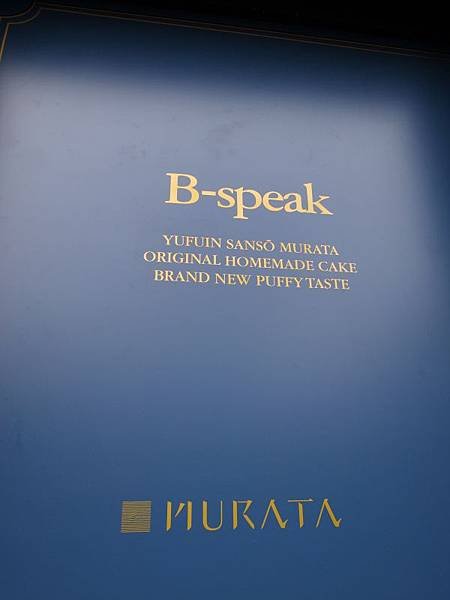 B-speak
YUFUIN SANSŌ MURATA
ORIGINAL HOMEMADE CAKE
BRAND NEW PUFFY TASTE
MURATA